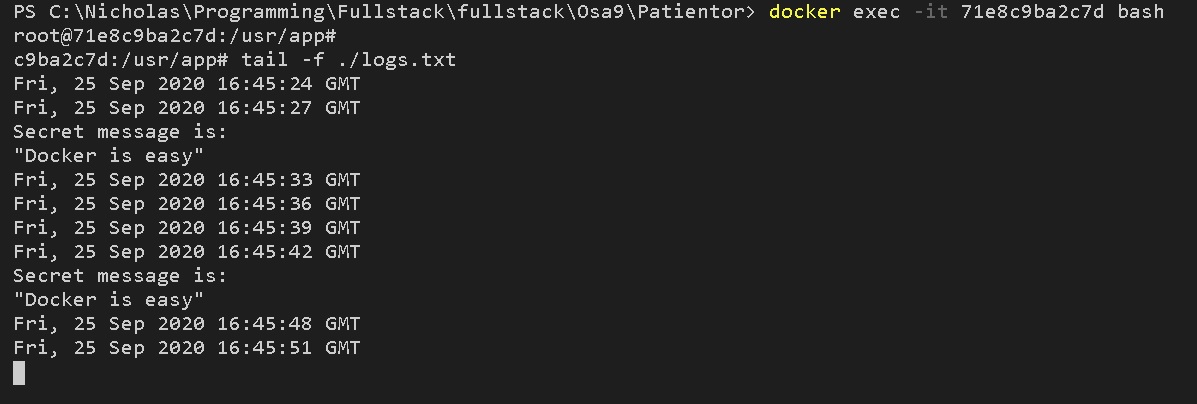 PS C:\Nicholas\Programming\Fullstack\fullstack\Osa9\Patientor> docker exec -it 71e8c9ba2c7d bash
root@71e8c9ba2c7d:/usr/app#
c9ba2c7d:/usr/app# tail -f ./logs.txt
Fri, 25 Sep 2020 16:45:24 GMT
Fri, 25 Sep 2020 16:45:27 GMT
Secret message is:
"Docker is easy"
Fri, 25 Sep 2020 16:45:33 GMT
Fri, 25 Sep 2020 16:45:36 GMT
Fri, 25 Sep 2020 16:45:39 GMT
Fri, 25 Sep 2020 16:45:42 GMT
Secret message is:
"Docker is easy"
Fri, 25 Sep 2020 16:45:48 GMT
Fri, 25 Sep 2020 16:45:51 GMT